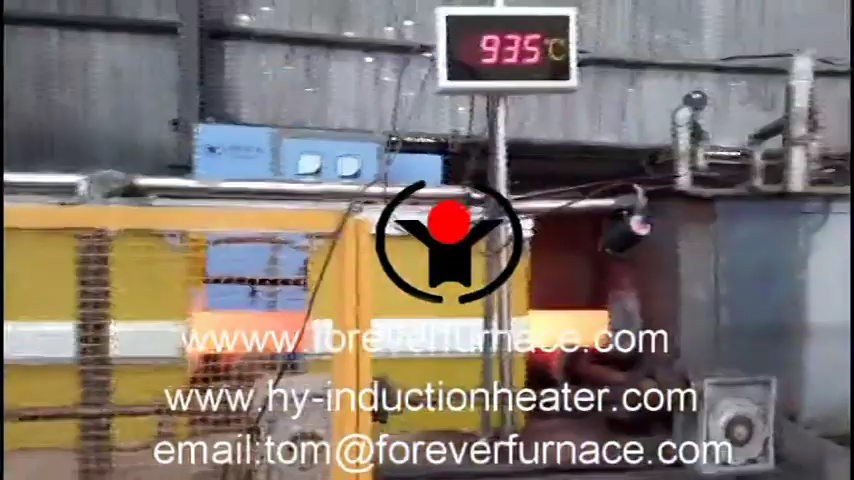 935℃
www.foreverfurnace.com
www.hy-inductionheater.com
email:tom@foreverfurnace.com